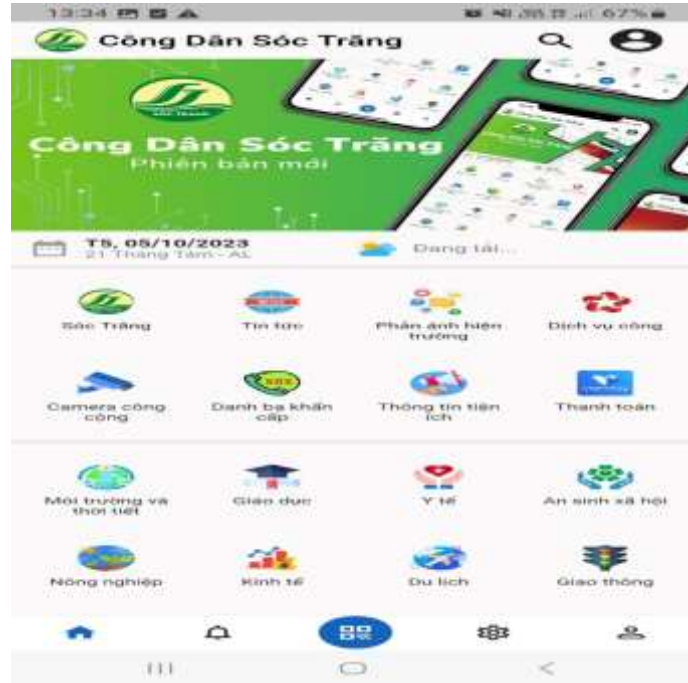 13:34
67%
Công Dân Sóc Trăng
Công Dân Sóc Trăng
Phiên bản mới
T5, 05/10/2023
21 Tháng Tám - AL
Đang tải...
Sóc Trăng
Tin tức
Phản ánh hiện
trường
Dịch vụ công
Camera công
cộng
Danh bạ khẩn
cấp
Thông tin tiện
ích
Thanh toán
Môi trường và
thời tiết
Giáo dục
Y tế
An sinh xã hội
Nông nghiệp
Kinh tế
Du lịch
Giao thông